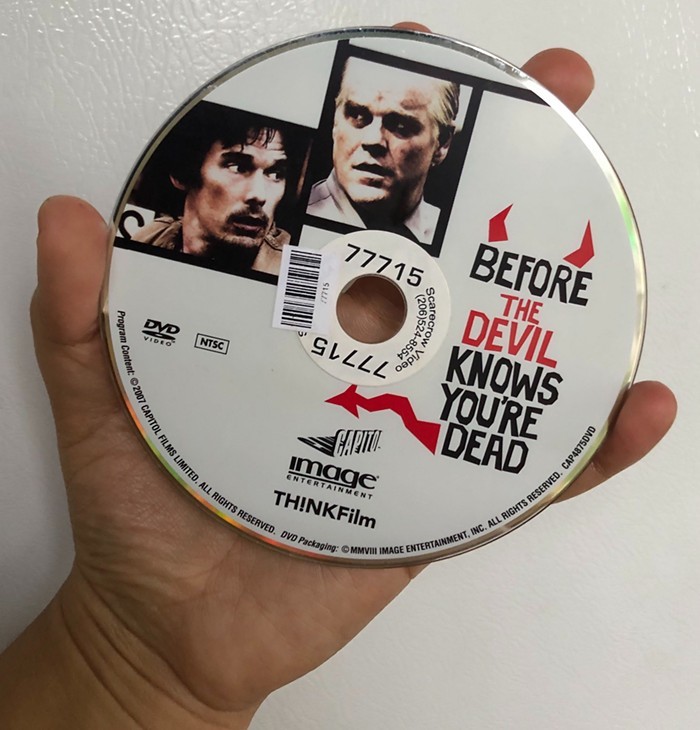 77715
Scarecrow Video
(206)524-8554
77715
77715
BEFORE
THE
DEVIL
KNOWS
YOU'RE
DEAD
DVD
VIDEO
NTSC
CAPITOL
image
ENTERTAINMENT
TH!NKFilm
Program Content: ©2007 CAPITOL FILMS LIMITED. ALL RIGHTS RESERVED. DVD Packaging: ©MMVIII IMAGE ENTERTAINMENT, INC. ALL RIGHTS RESERVED. CAP4875DVD